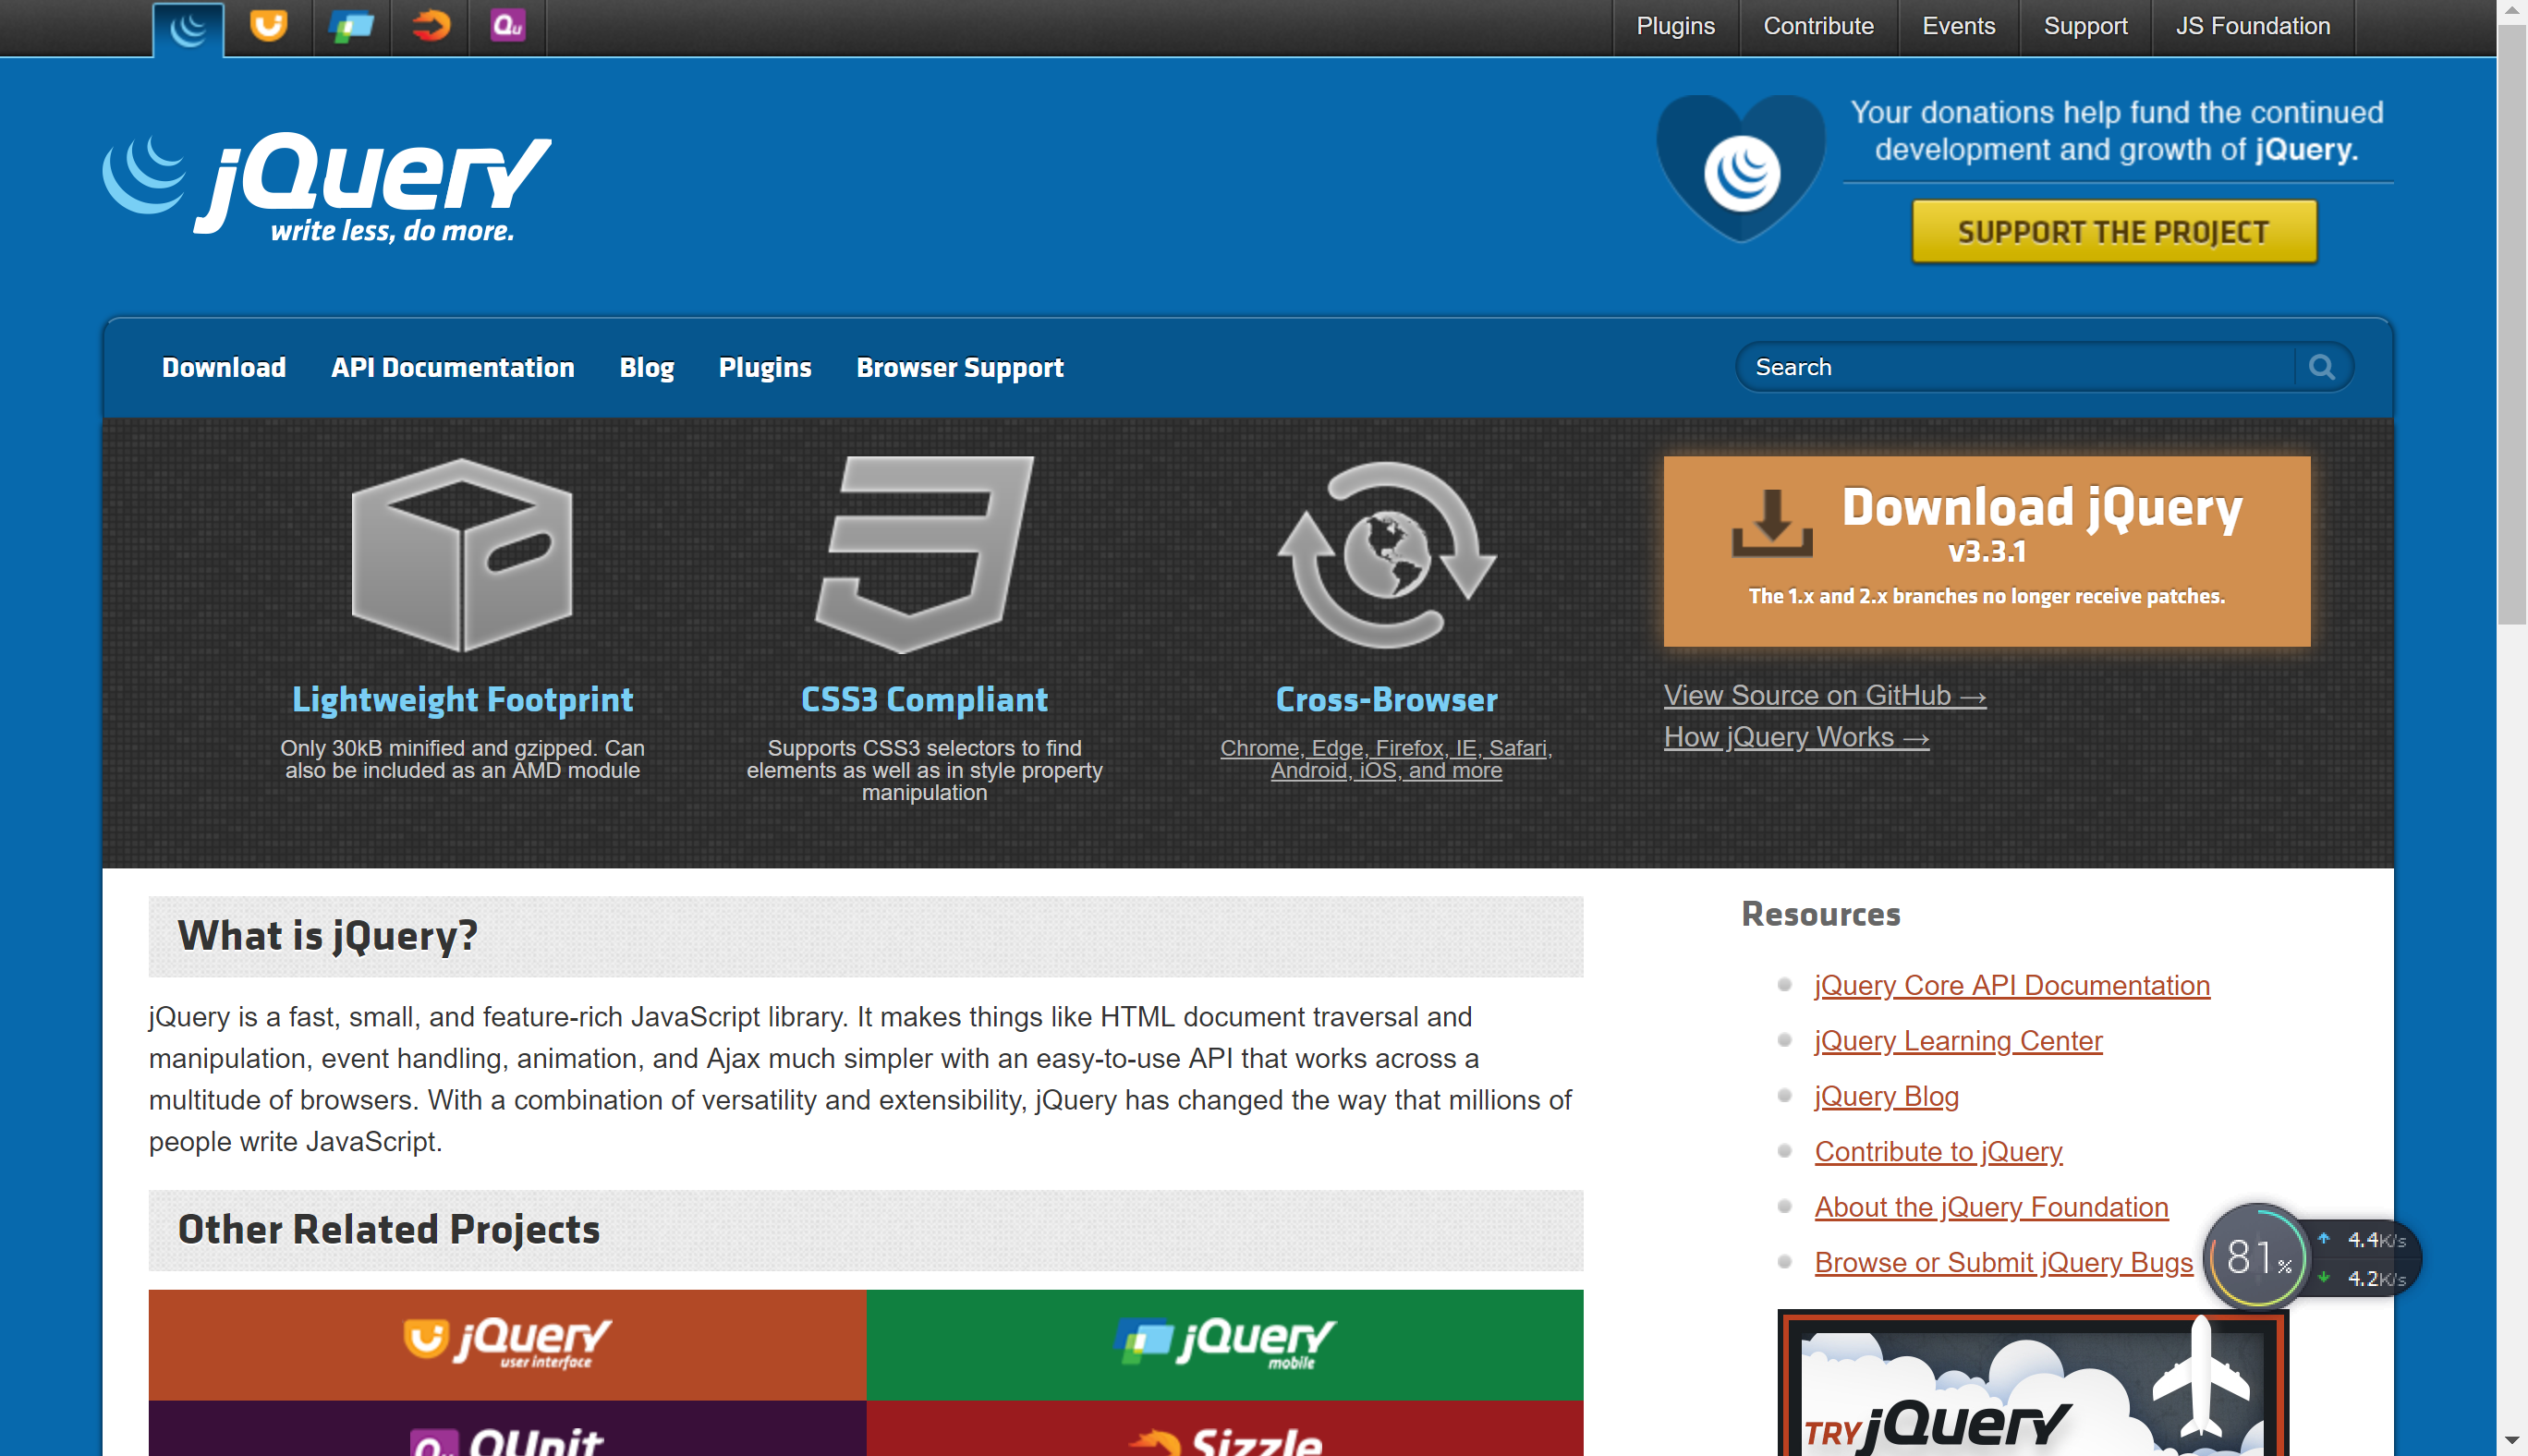 Qu
Plugins
Contribute
Events
Support
JS Foundation
jQuery
write less, do more.
Your donations help fund the continued
development and growth of jQuery.
SUPPORT THE PROJECT
Download
API Documentation
Blog
Plugins
Browser Support
Search
Lightweight Footprint
Only 30kB minified and gzipped. Can
also be included as an AMD module
CSS3 Compliant
Supports CSS3 selectors to find
elements as well as in style property
manipulation
Cross-Browser
Chrome, Edge, Firefox, IE, Safari,
Android, iOS, and more
Download jQuery
v3.3.1
The 1.x and 2.x branches no longer receive patches.
View Source on GitHub →
How jQuery Works →
What is jQuery?
jQuery is a fast, small, and feature-rich JavaScript library. It makes things like HTML document traversal and
manipulation, event handling, animation, and Ajax much simpler with an easy-to-use API that works across a
multitude of browsers. With a combination of versatility and extensibility, jQuery has changed the way that millions of
people write JavaScript.
Other Related Projects
jQuery
user interface
jQuery
mobile
Qu QUnit
Sizzle
Resources
jQuery Core API Documentation
jQuery Learning Center
jQuery Blog
Contribute to jQuery
About the jQuery Foundation
Browse or Submit jQuery Bugs
81%
4.4K/s
4.2K/s
TRY jQuery